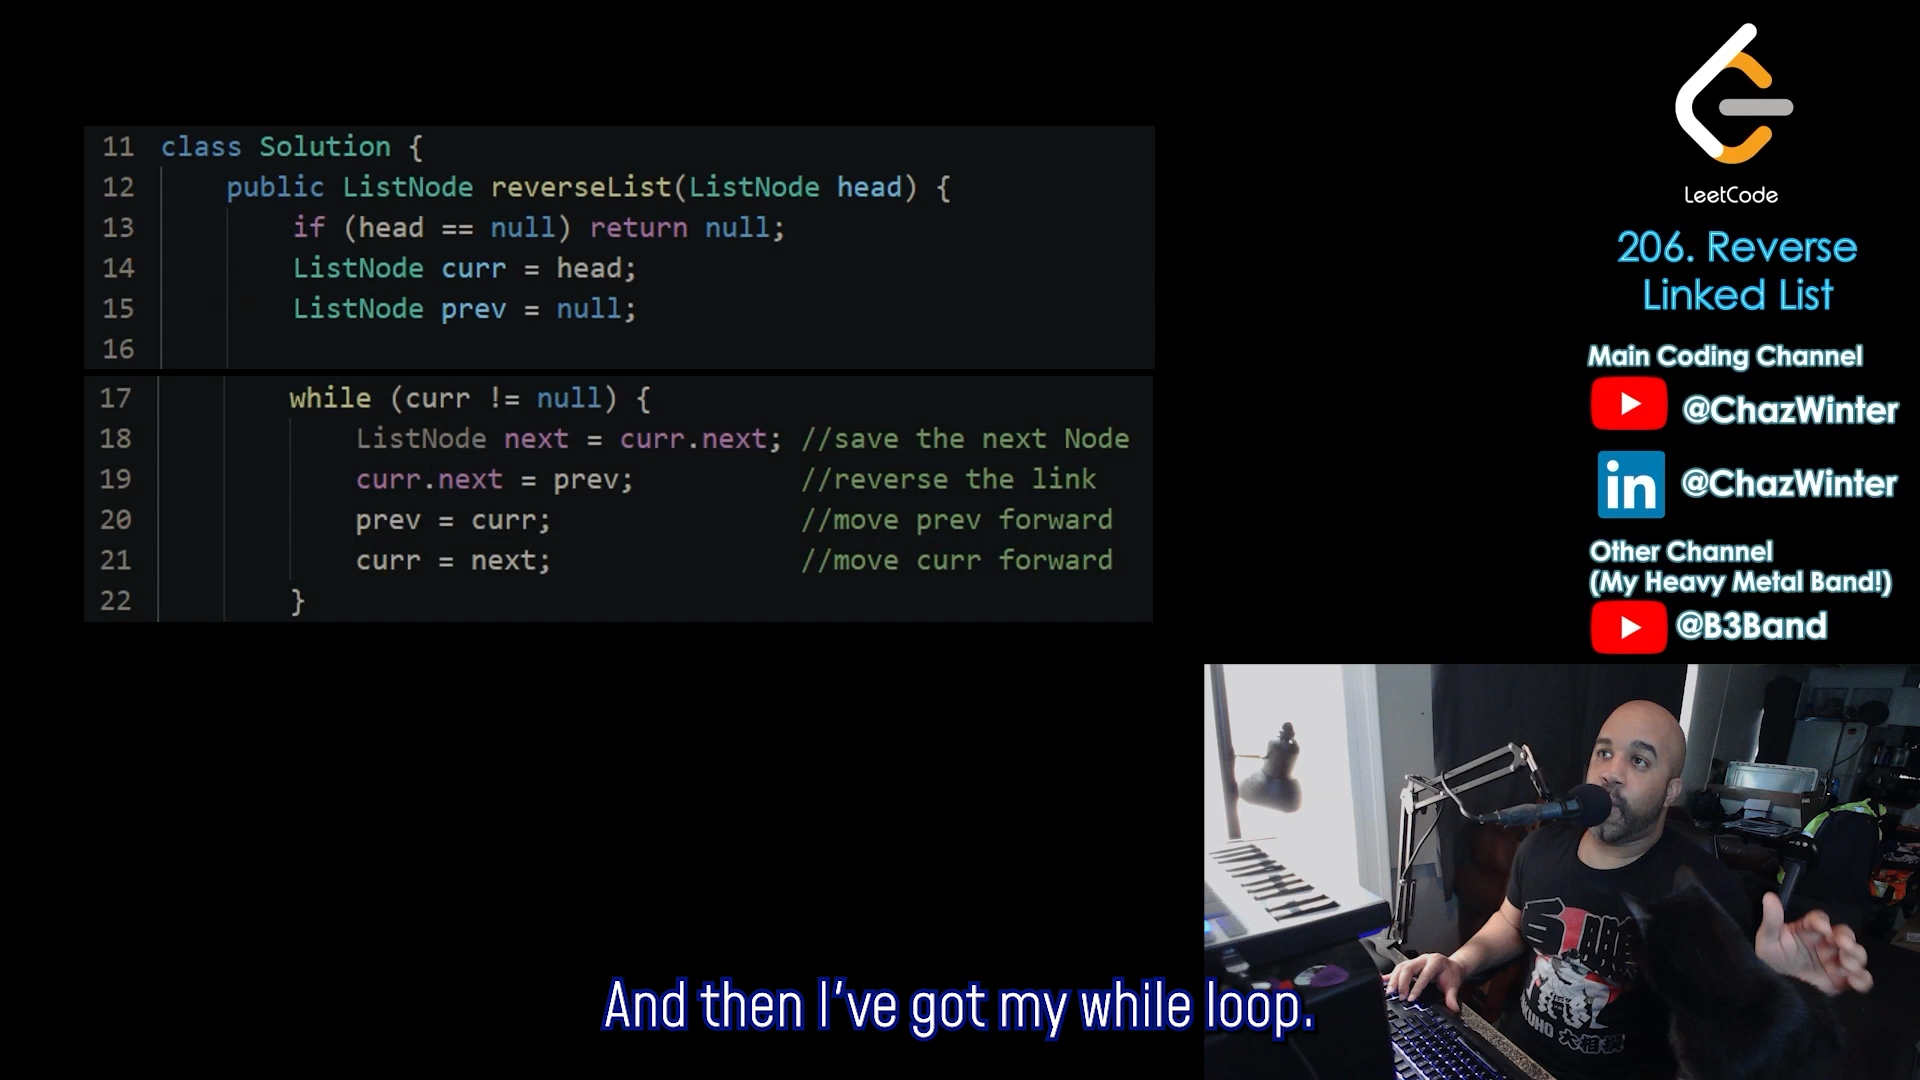 11 class Solution {
12 public ListNode reverseList(ListNode head) {
13 if (head == null) return null;
14 ListNode curr = head;
15 ListNode prev = null;
16
17 while (curr != null) {
18 ListNode next = curr.next; //save the next Node
19 curr.next = prev; //reverse the link
20 prev = curr; //move prev forward
21 curr = next; //move curr forward
22 }
LeetCode
206. Reverse
Linked List
Main Coding Channel
@ChazWinter
in @ChazWinter
Other Channel
(My Heavy Metal Band!)
@B3Band
大相撲
And then I've got my while loop.